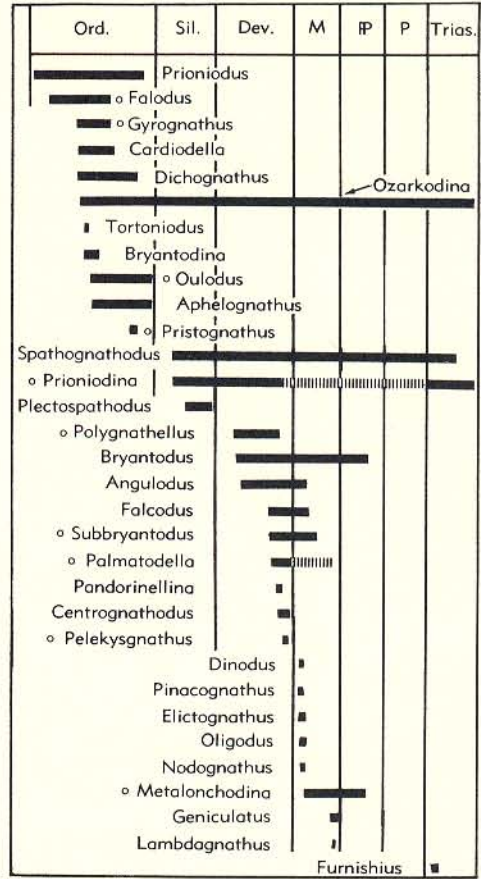 Ord. Sil. Dev. M ℙ P Trias.
Prioniodus
○ Falodus
○ Gyrognathus
Cardiodella
Dichognathus
Ozarkodina
Tortoniodus
Bryantodina
○ Oulodus
Aphelognathus
○ Pristognathus
Spathognathodus
○ Prioniodina
Plectospathodus
○ Polygnathellus
Bryantodus
Angulodus
Falcodus
○ Subbryantodus
○ Palmatodella
Pandorinellina
Centrognathodus
○ Pelekysgnathus
Dinodus
Pinacognathus
Elictognathus
Oligodus
Nodognathus
○ Metalonchodina
Geniculatus
Lambdagnathus
Furnishius